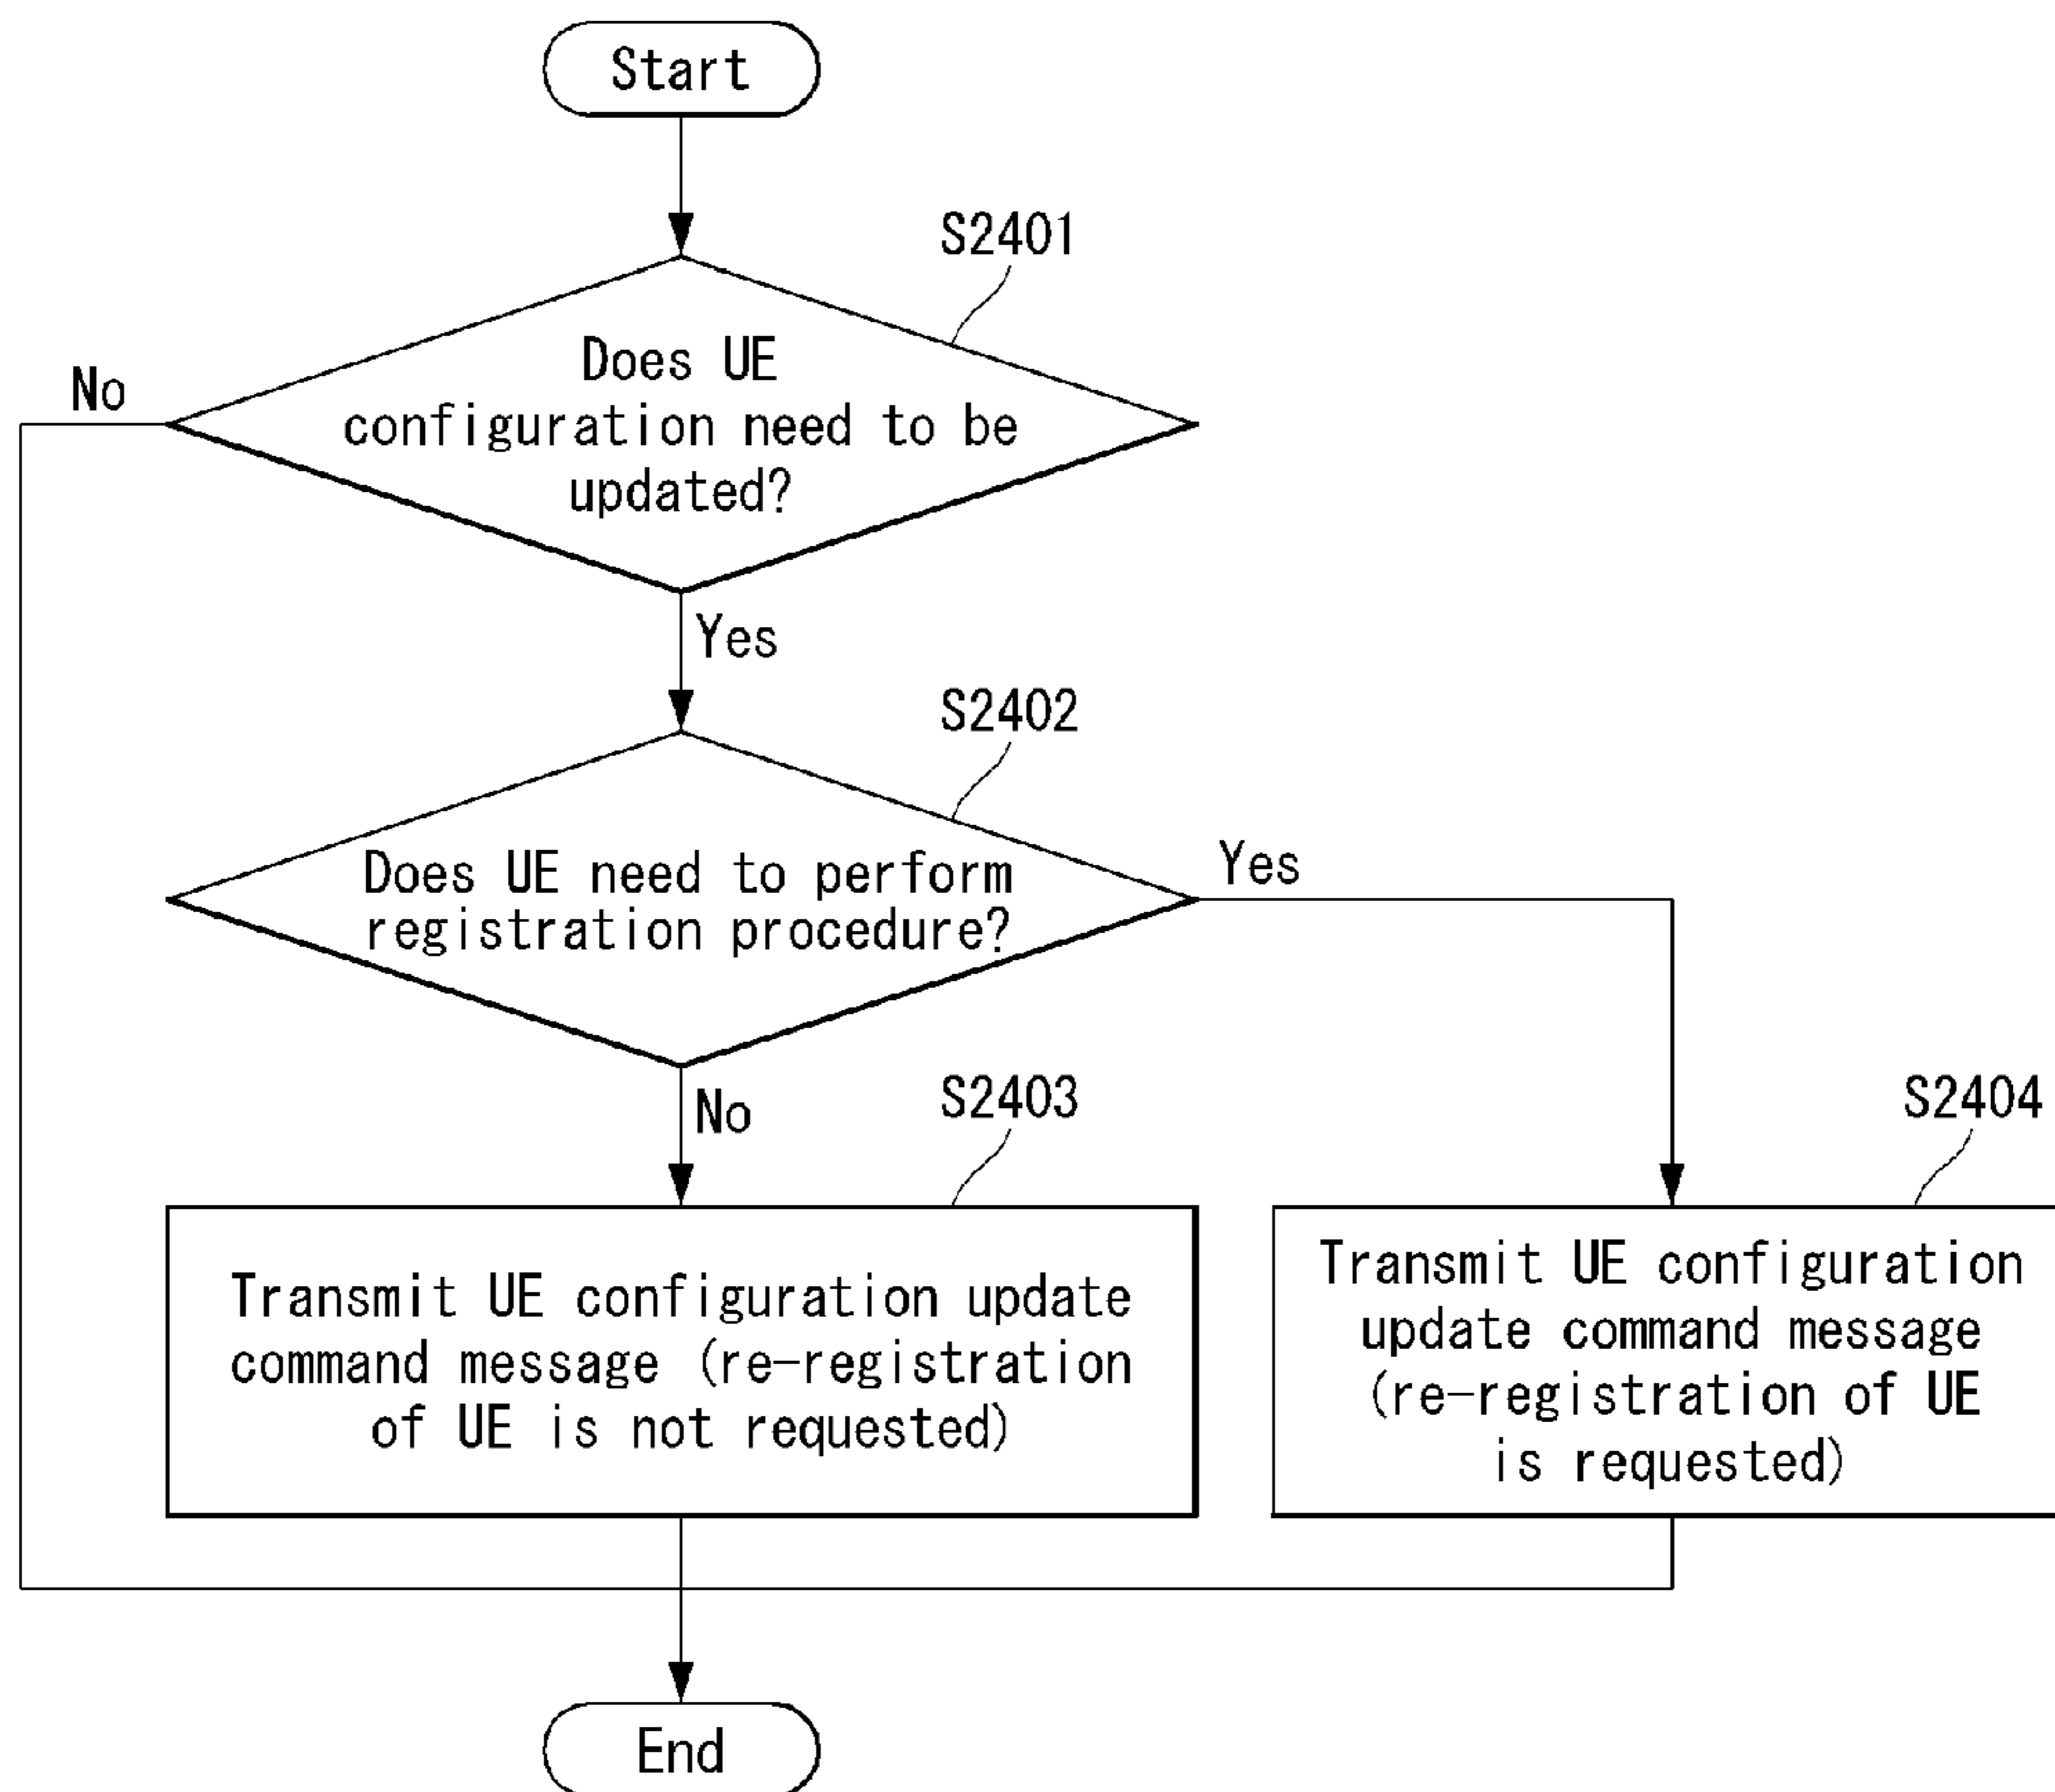 Start
S2401
Does UE
configuration need to be
updated?
No
Yes
S2402
Does UE need to perform
registration procedure?
Yes
No
S2403
S2404
Transmit UE configuration update
command message (re-registration
of UE is not requested)
Transmit UE configuration
update command message
(re-registration of UE
is requested)
End